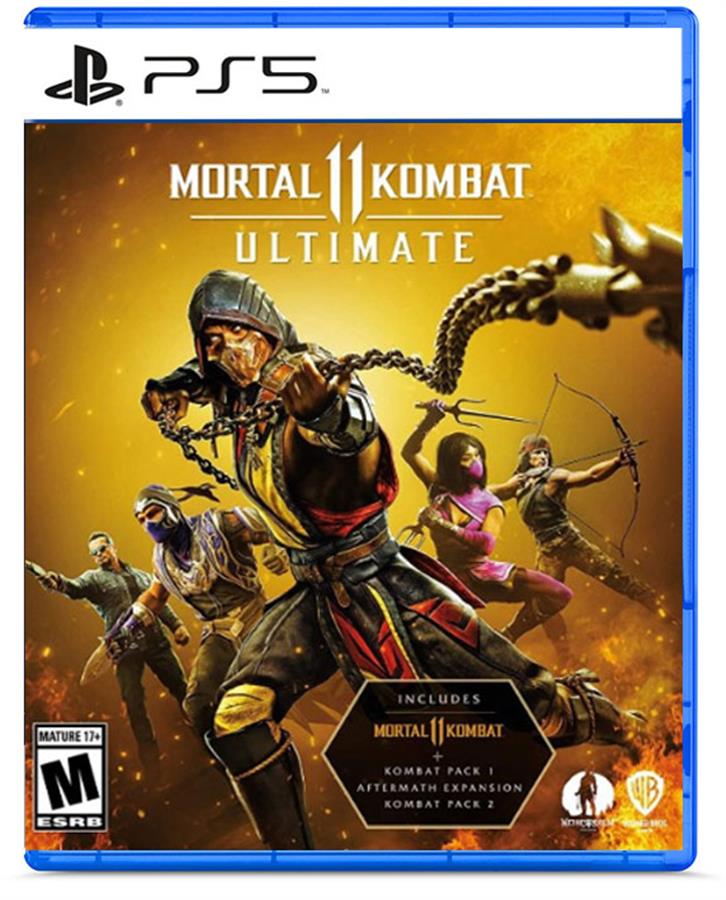 PS5
MORTAL 11 KOMBAT
ULTIMATE
INCLUDES
MORTAL 11 KOMBAT
+
KOMBAT PACK 1
AFTERMATH EXPANSION
KOMBAT PACK 2
MATURE 17+
M
ESRB